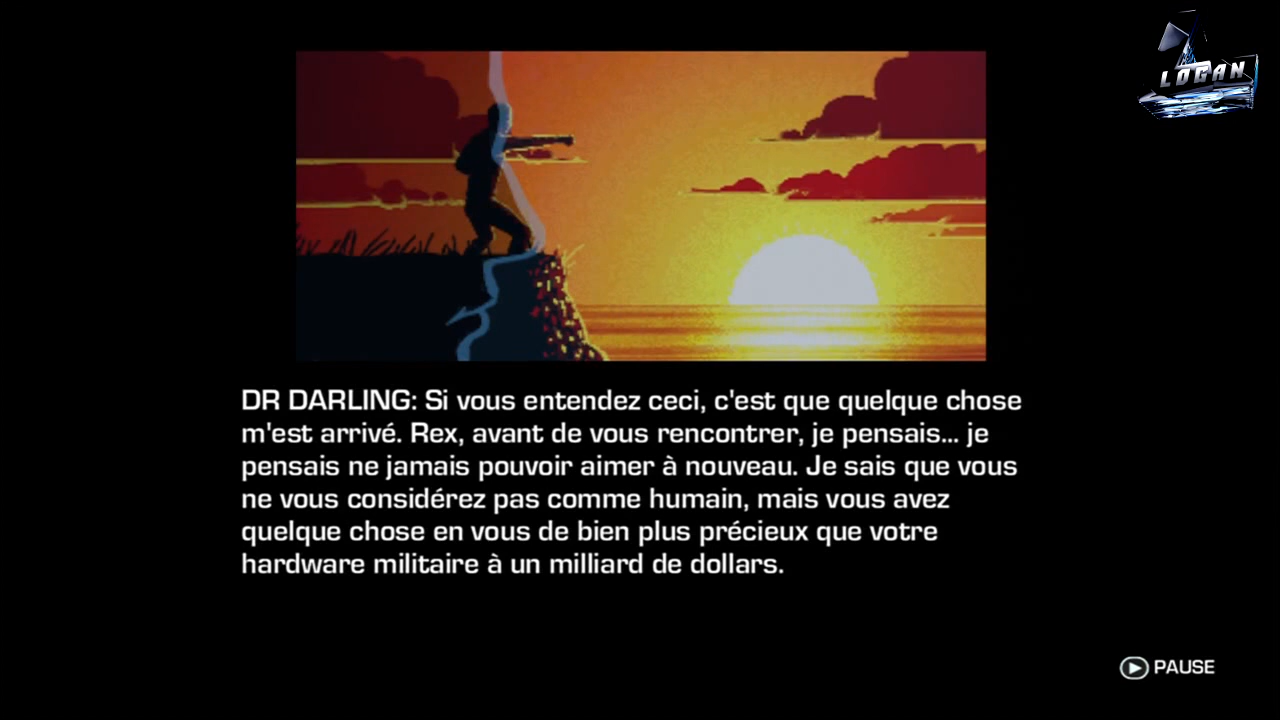 LOGAN
DR DARLING: Si vous entendez ceci, c'est que quelque chose
m'est arrivé. Rex, avant de vous rencontrer, je pensais... je
pensais ne jamais pouvoir aimer à nouveau. Je sais que vous
ne vous considérez pas comme humain, mais vous avez
quelque chose en vous de bien plus précieux que votre
hardware militaire à un milliard de dollars.
PAUSE